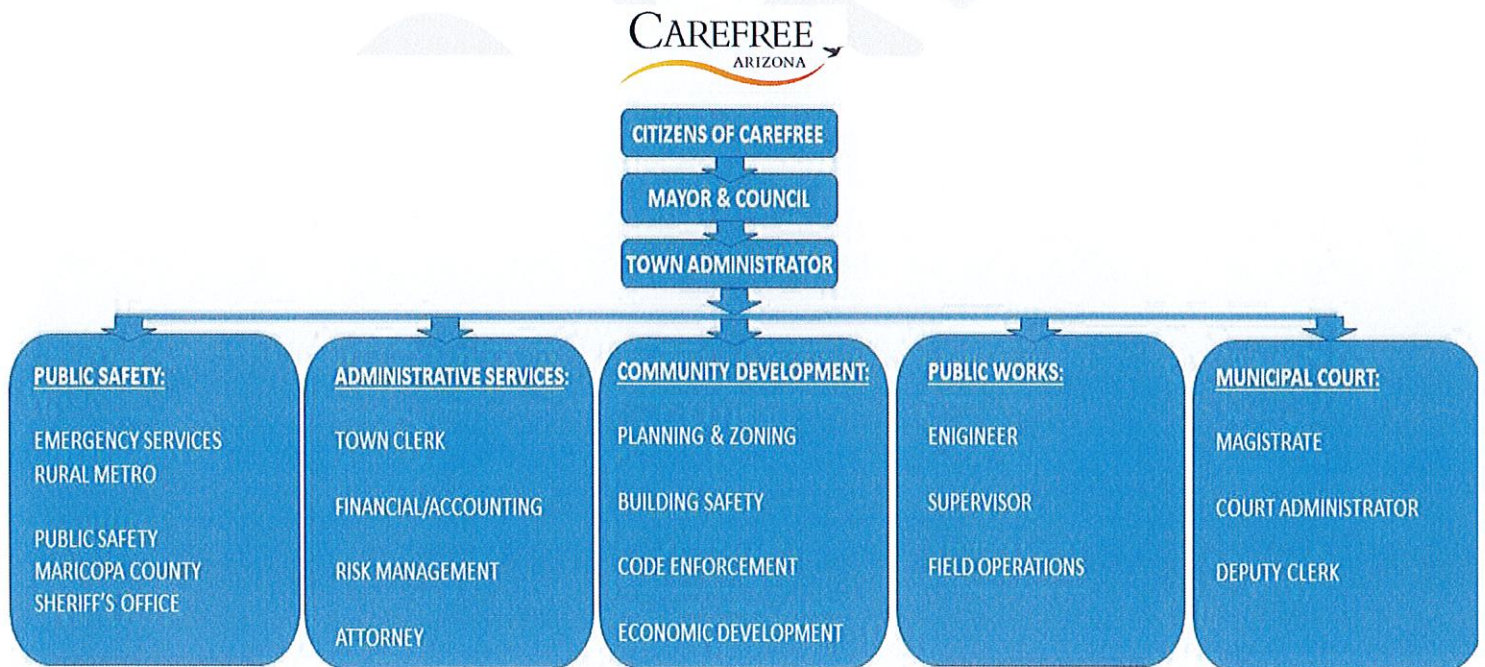 CAREFREE
ARIZONA
CITIZENS OF CAREFREE
MAYOR & COUNCIL
TOWN ADMINISTRATOR
PUBLIC SAFETY:
EMERGENCY SERVICES
RURAL METRO
PUBLIC SAFETY
MARICOPA COUNTY
SHERIFF'S OFFICE
ADMINISTRATIVE SERVICES:
TOWN CLERK
FINANCIAL/ACCOUNTING
RISK MANAGEMENT
ATTORNEY
COMMUNITY DEVELOPMENT:
PLANNING & ZONING
BUILDING SAFETY
CODE ENFORCEMENT
ECONOMIC DEVELOPMENT
PUBLIC WORKS:
ENIGINEER
SUPERVISOR
FIELD OPERATIONS
MUNICIPAL COURT:
MAGISTRATE
COURT ADMINISTRATOR
DEPUTY CLERK